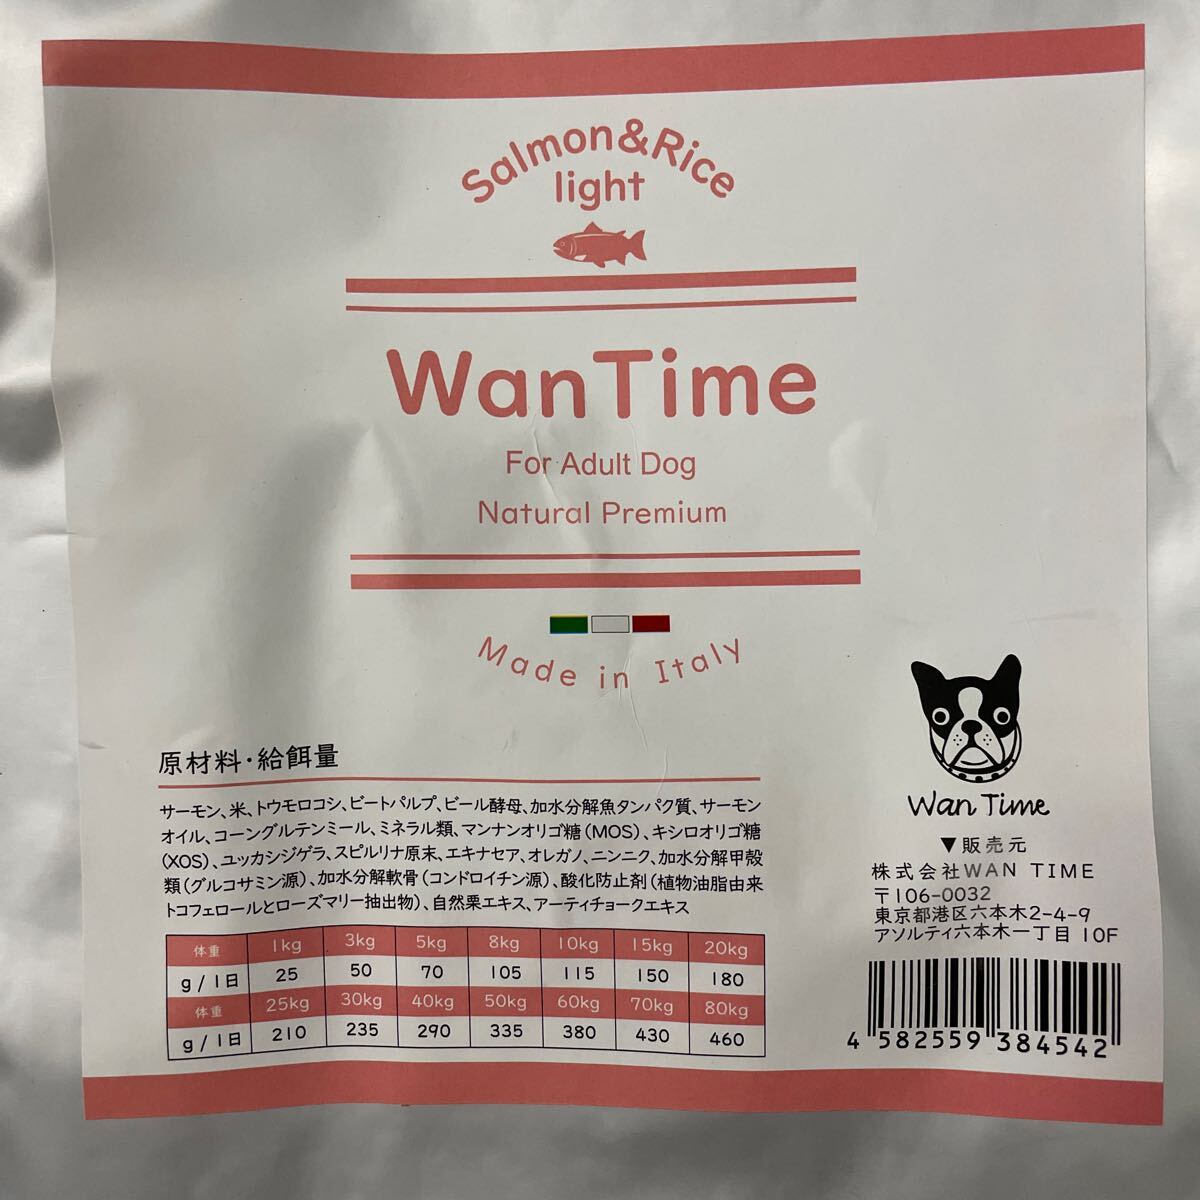 Salmon&Rice
light
WanTime
For Adult Dog
Natural Premium
Made in Italy
原材料・給餌量
サーモン、米、トウモロコシ、ビートパルプ、ビール酵母、加水分解魚タンパク質、サーモン
オイル、コーングルテンミール、ミネラル類、マンナンオリゴ糖(MOS)、キシロオリゴ糖
(XOS)、ユッカシジゲラ、スピルリナ原末、エキナセア、オレガノ、ニンニク、加水分解甲殻
類(グルコサミン源)、加水分解軟骨(コンドロイチン源)、酸化防止剤(植物油脂由来
トコフェロールとローズマリー抽出物)、自然栗エキス、アーティチョークエキス
体重 1kg 3kg 5kg 8kg 10kg 15kg 20kg
g/1日 25 50 70 105 115 150 180
体重 25kg 30kg 40kg 50kg 60kg 70kg 80kg
g/1日 210 235 290 335 380 430 460
Wan Time
▼販売元
株式会社WAN TIME
〒106-0032
東京都港区六本木2-4-9
アソルティ六本木一丁目 10F
4 582559 384542